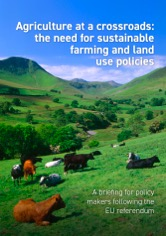 Agriculture at a crossroads:
the need for sustainable
farming and land
use policies
A briefing for policy
makers following the
EU referendum